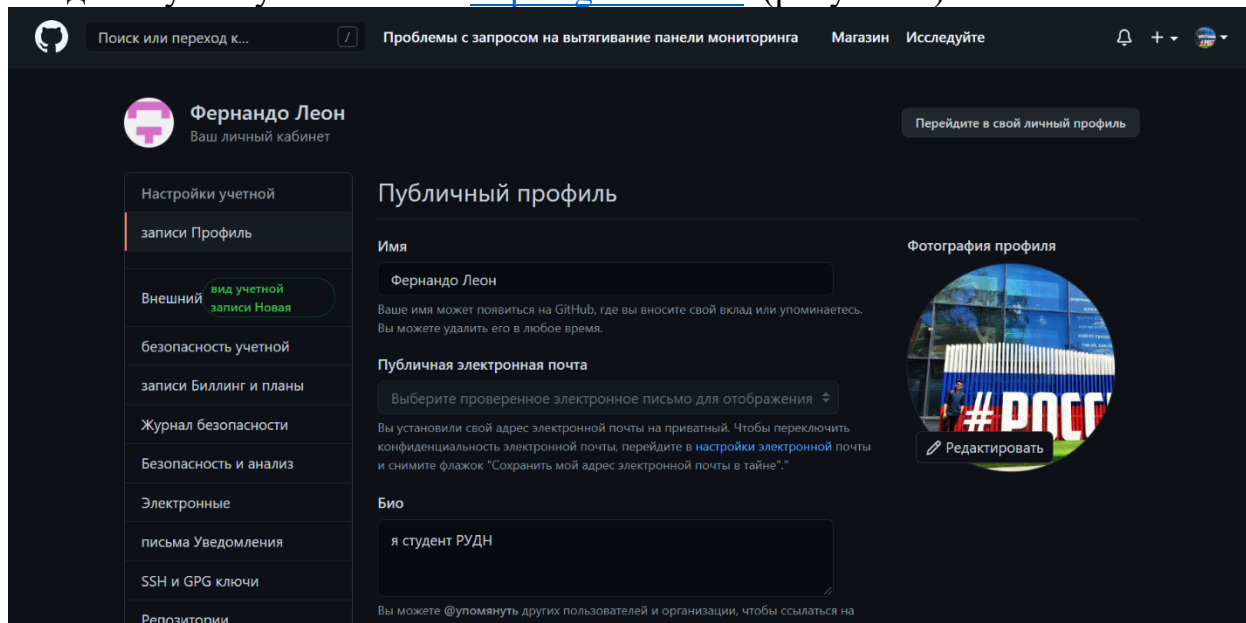 Поиск или переход к... /
Проблемы с запросом на вытягивание панели мониторинга Магазин Исследуйте
Фернандо Леон
Ваш личный кабинет
Перейдите в свой личный профиль
Настройки учетной
записи Профиль
Внешний вид учетной
записи Новая
безопасность учетной
записи Биллинг и планы
Журнал безопасности
Безопасность и анализ
Электронные
письма Уведомления
SSH и GPG ключи
Репозитории
Публичный профиль
Имя
Фернандо Леон
Ваше имя может появиться на GitHub, где вы вносите свой вклад или упоминаетесь.
Вы можете удалить его в любое время.
Публичная электронная почта
Выберите проверенное электронное письмо для отображения
Вы установили свой адрес электронной почты на приватный. Чтобы переключить
конфиденциальность электронной почты, перейдите в настройки электронной почты
и снимите флажок "Сохранить мой адрес электронной почты в тайне"."
Био
я студент РУДН
Вы можете @упомянуть других пользователей и организации, чтобы ссылаться на
Фотография профиля
#РОСС
Редактировать